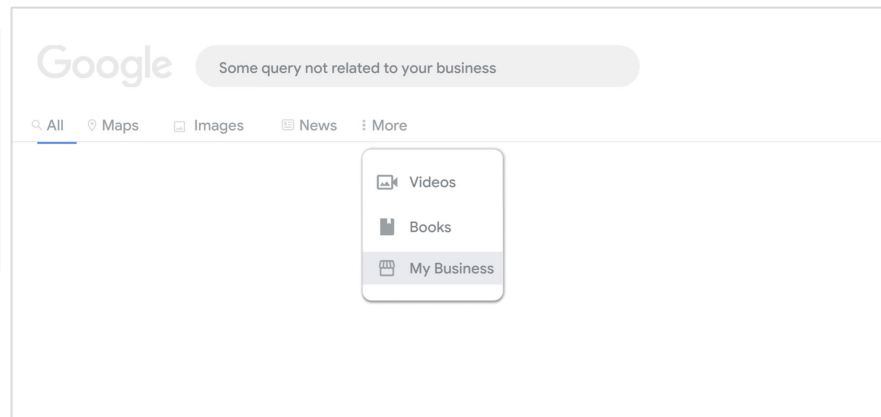 Google Some query not related to your business
All Maps Images News More
Videos
Books
My Business